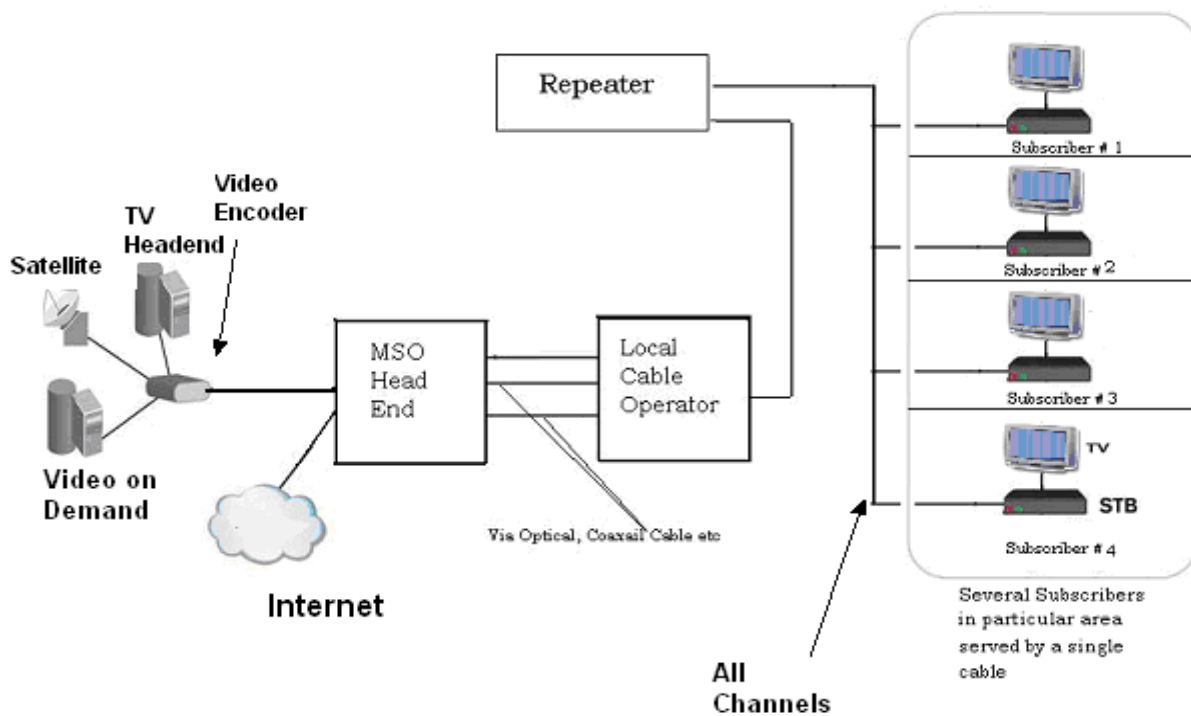 Repeater
Subscriber # 1
Video
Encoder
TV
Headend
Satellite
Subscriber # 2
MSO
Head
End
Local
Cable
Operator
Subscriber # 3
Video on
Demand
TV
STB
Via Optical, Coaxail Cable etc
Subscriber # 4
Internet
Several Subscribers
in particular area
served by a single
cable
All
Channels